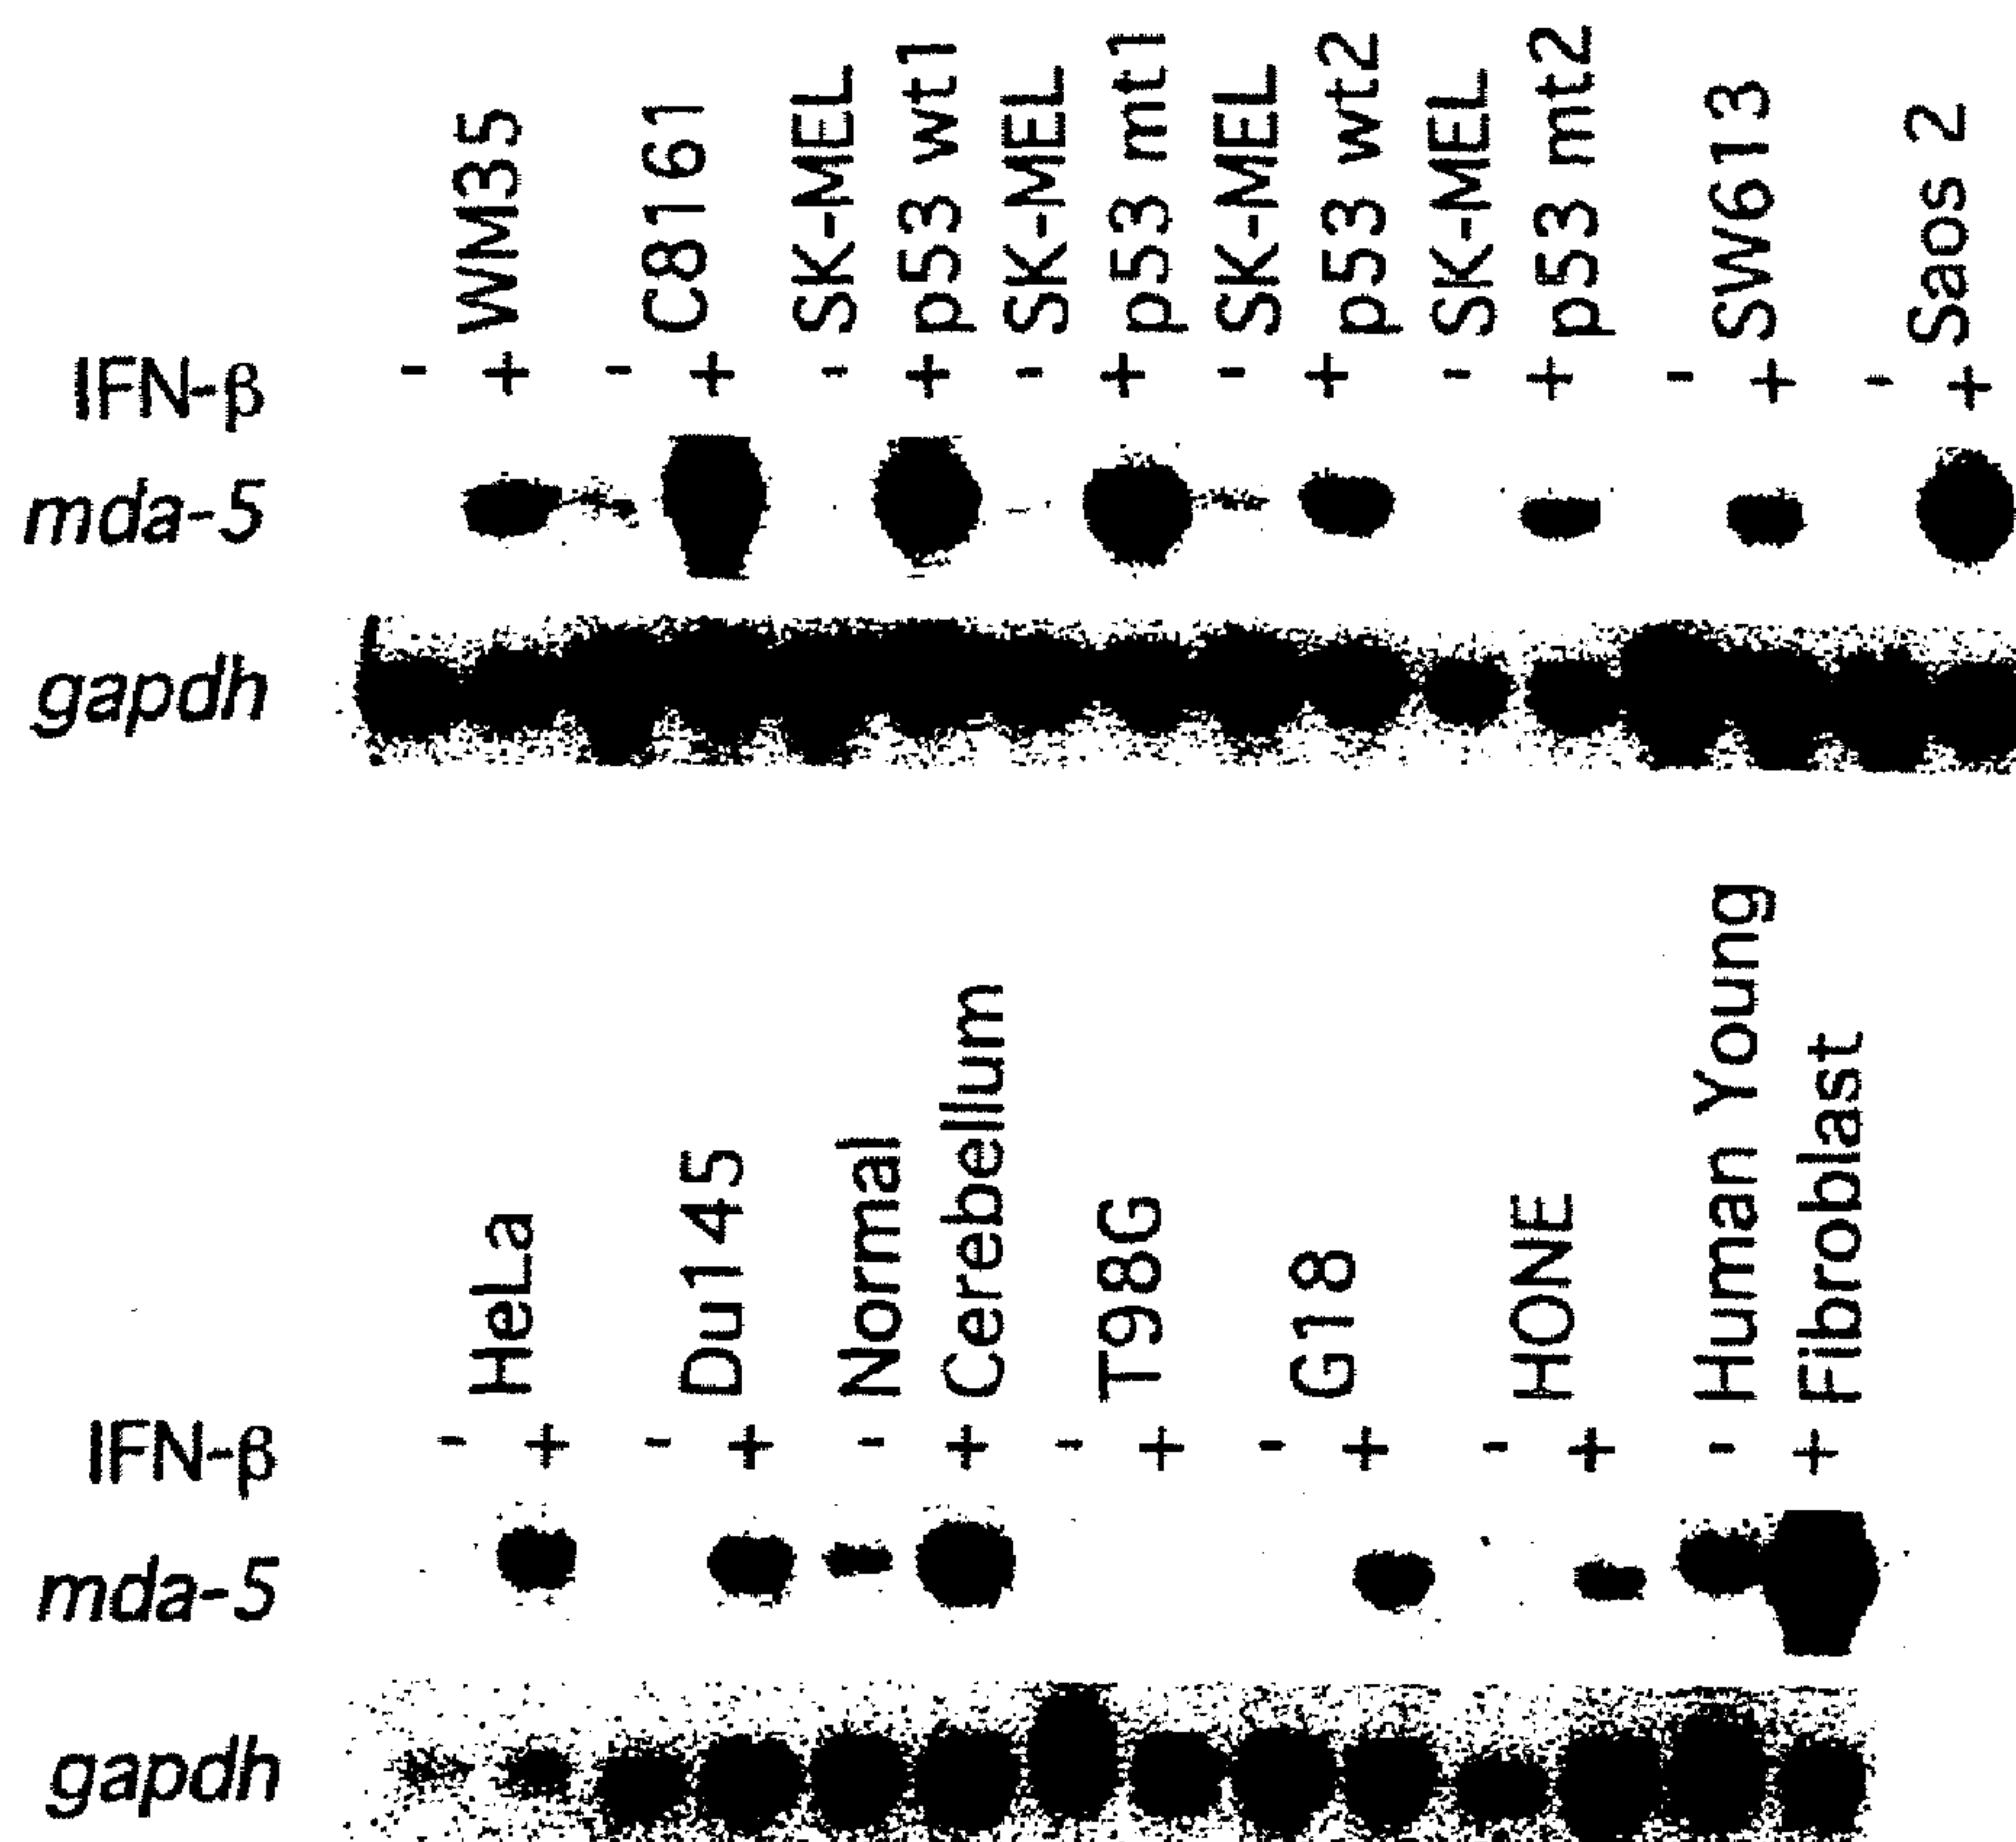 WM35
C8161
SK-MEL
p53 wt1
SK-MEL
p53 mt1
SK-MEL
p53 wt2
SK-MEL
p53 mt2
SW613
Saos 2
IFN-β - + - + - + - + - + - + - + - +
mda-5
gapdh
HeLa
Du145
Normal
Cerebellum
T98G
G18
HONE
Human Young
Fibroblast
IFN-β - + - + - + - + - + - + - +
mda-5
gapdh